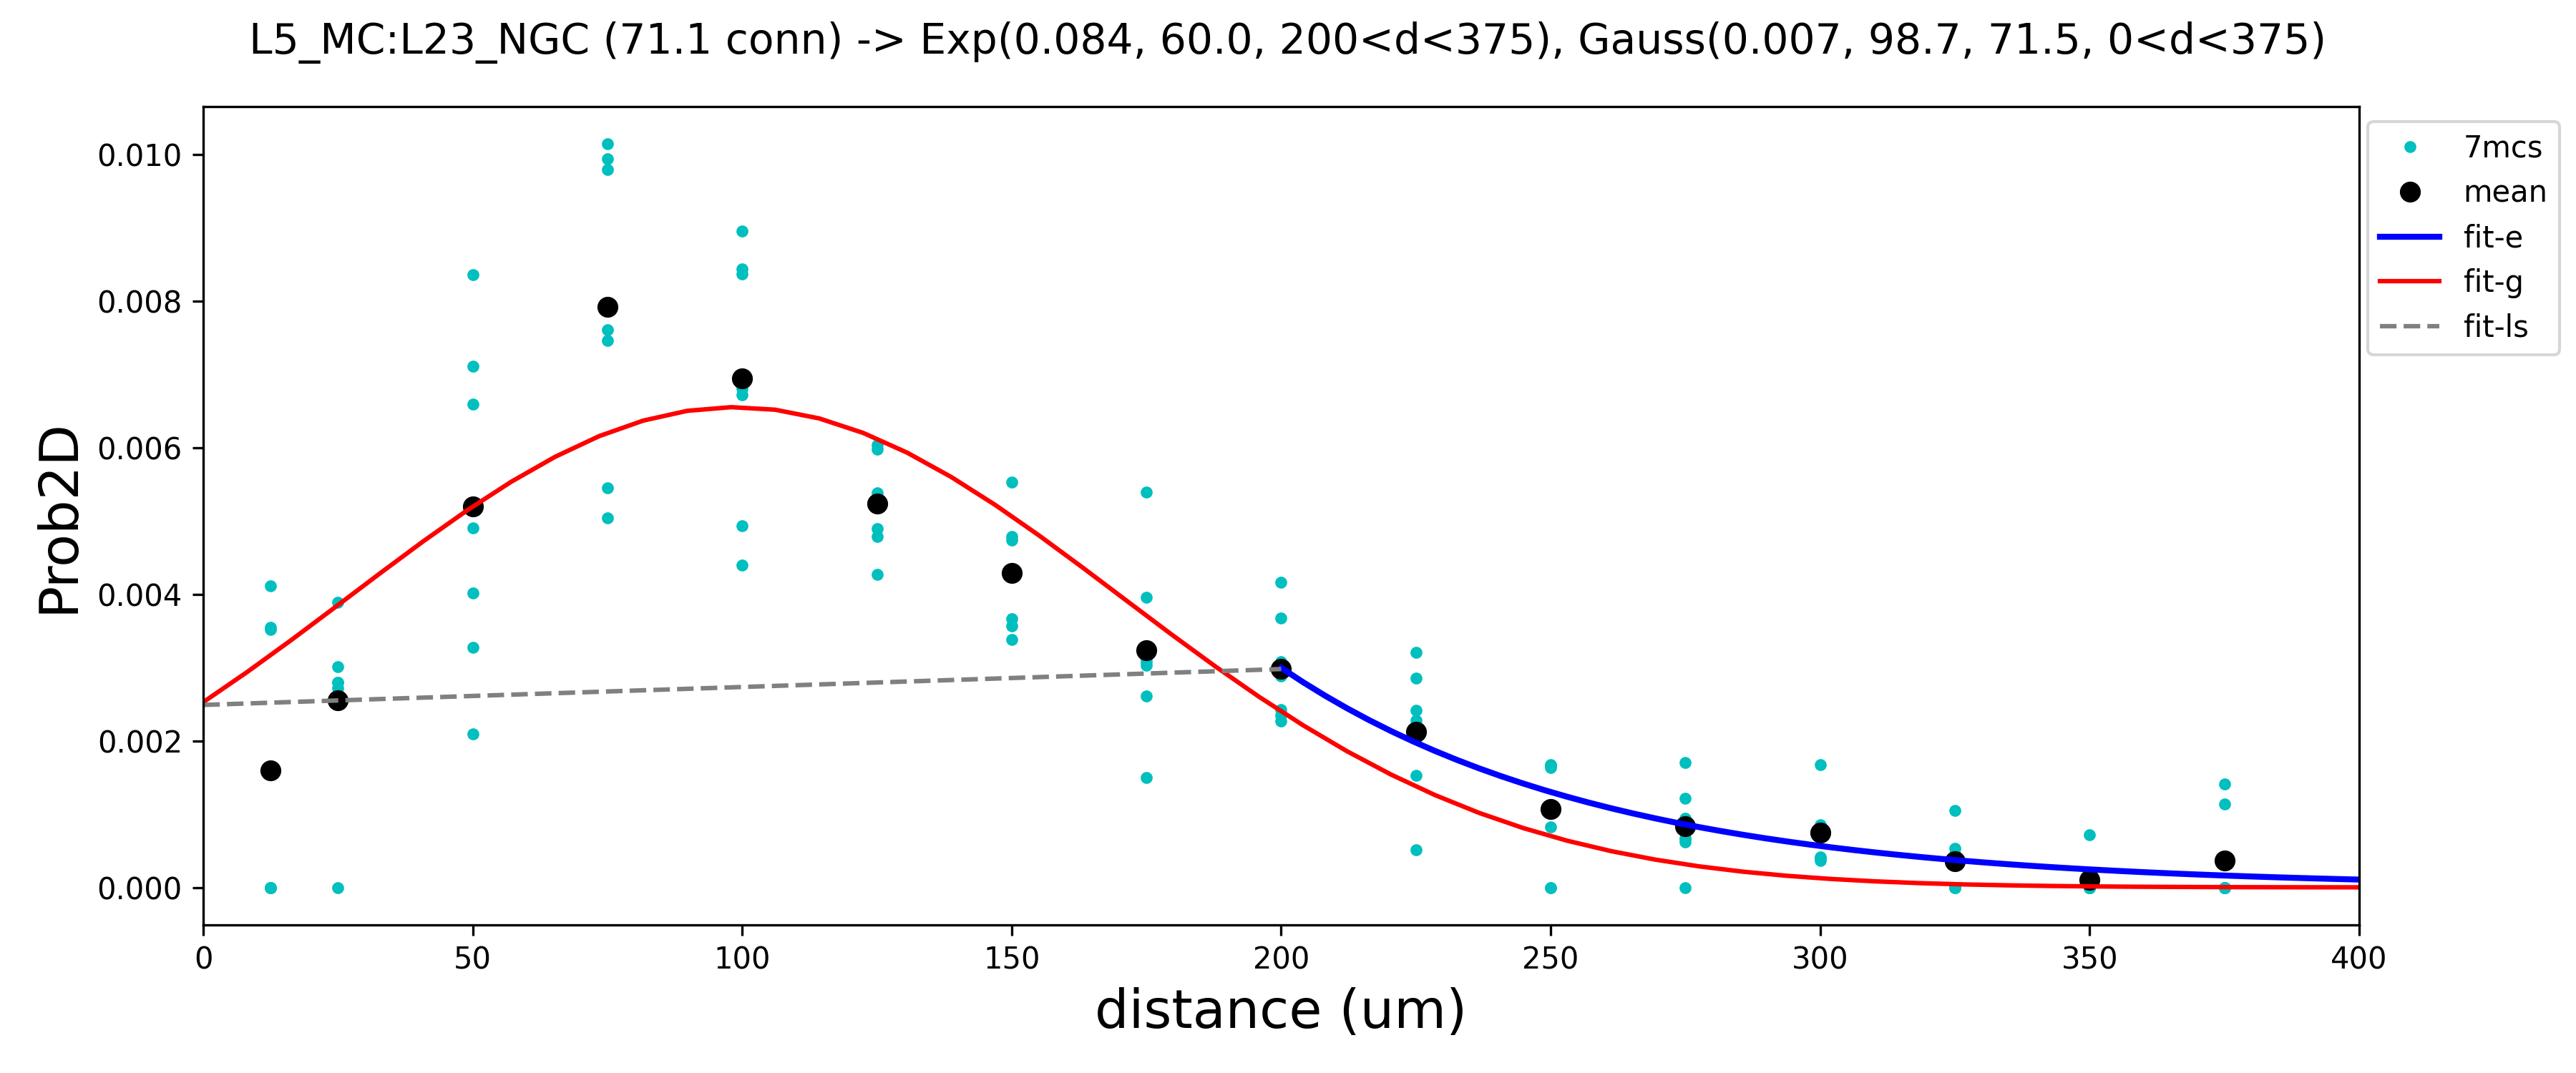 L5_MC:L23_NGC (71.1 conn) -> Exp(0.084, 60.0, 200<d<375), Gauss(0.007, 98.7, 71.5, 0<d<375)
7mcs
mean
fit-e
fit-g
fit-ls
Prob2D
0.010
0.008
0.006
0.004
0.002
0.000
0 50 100 150 200 250 300 350 400
distance (um)